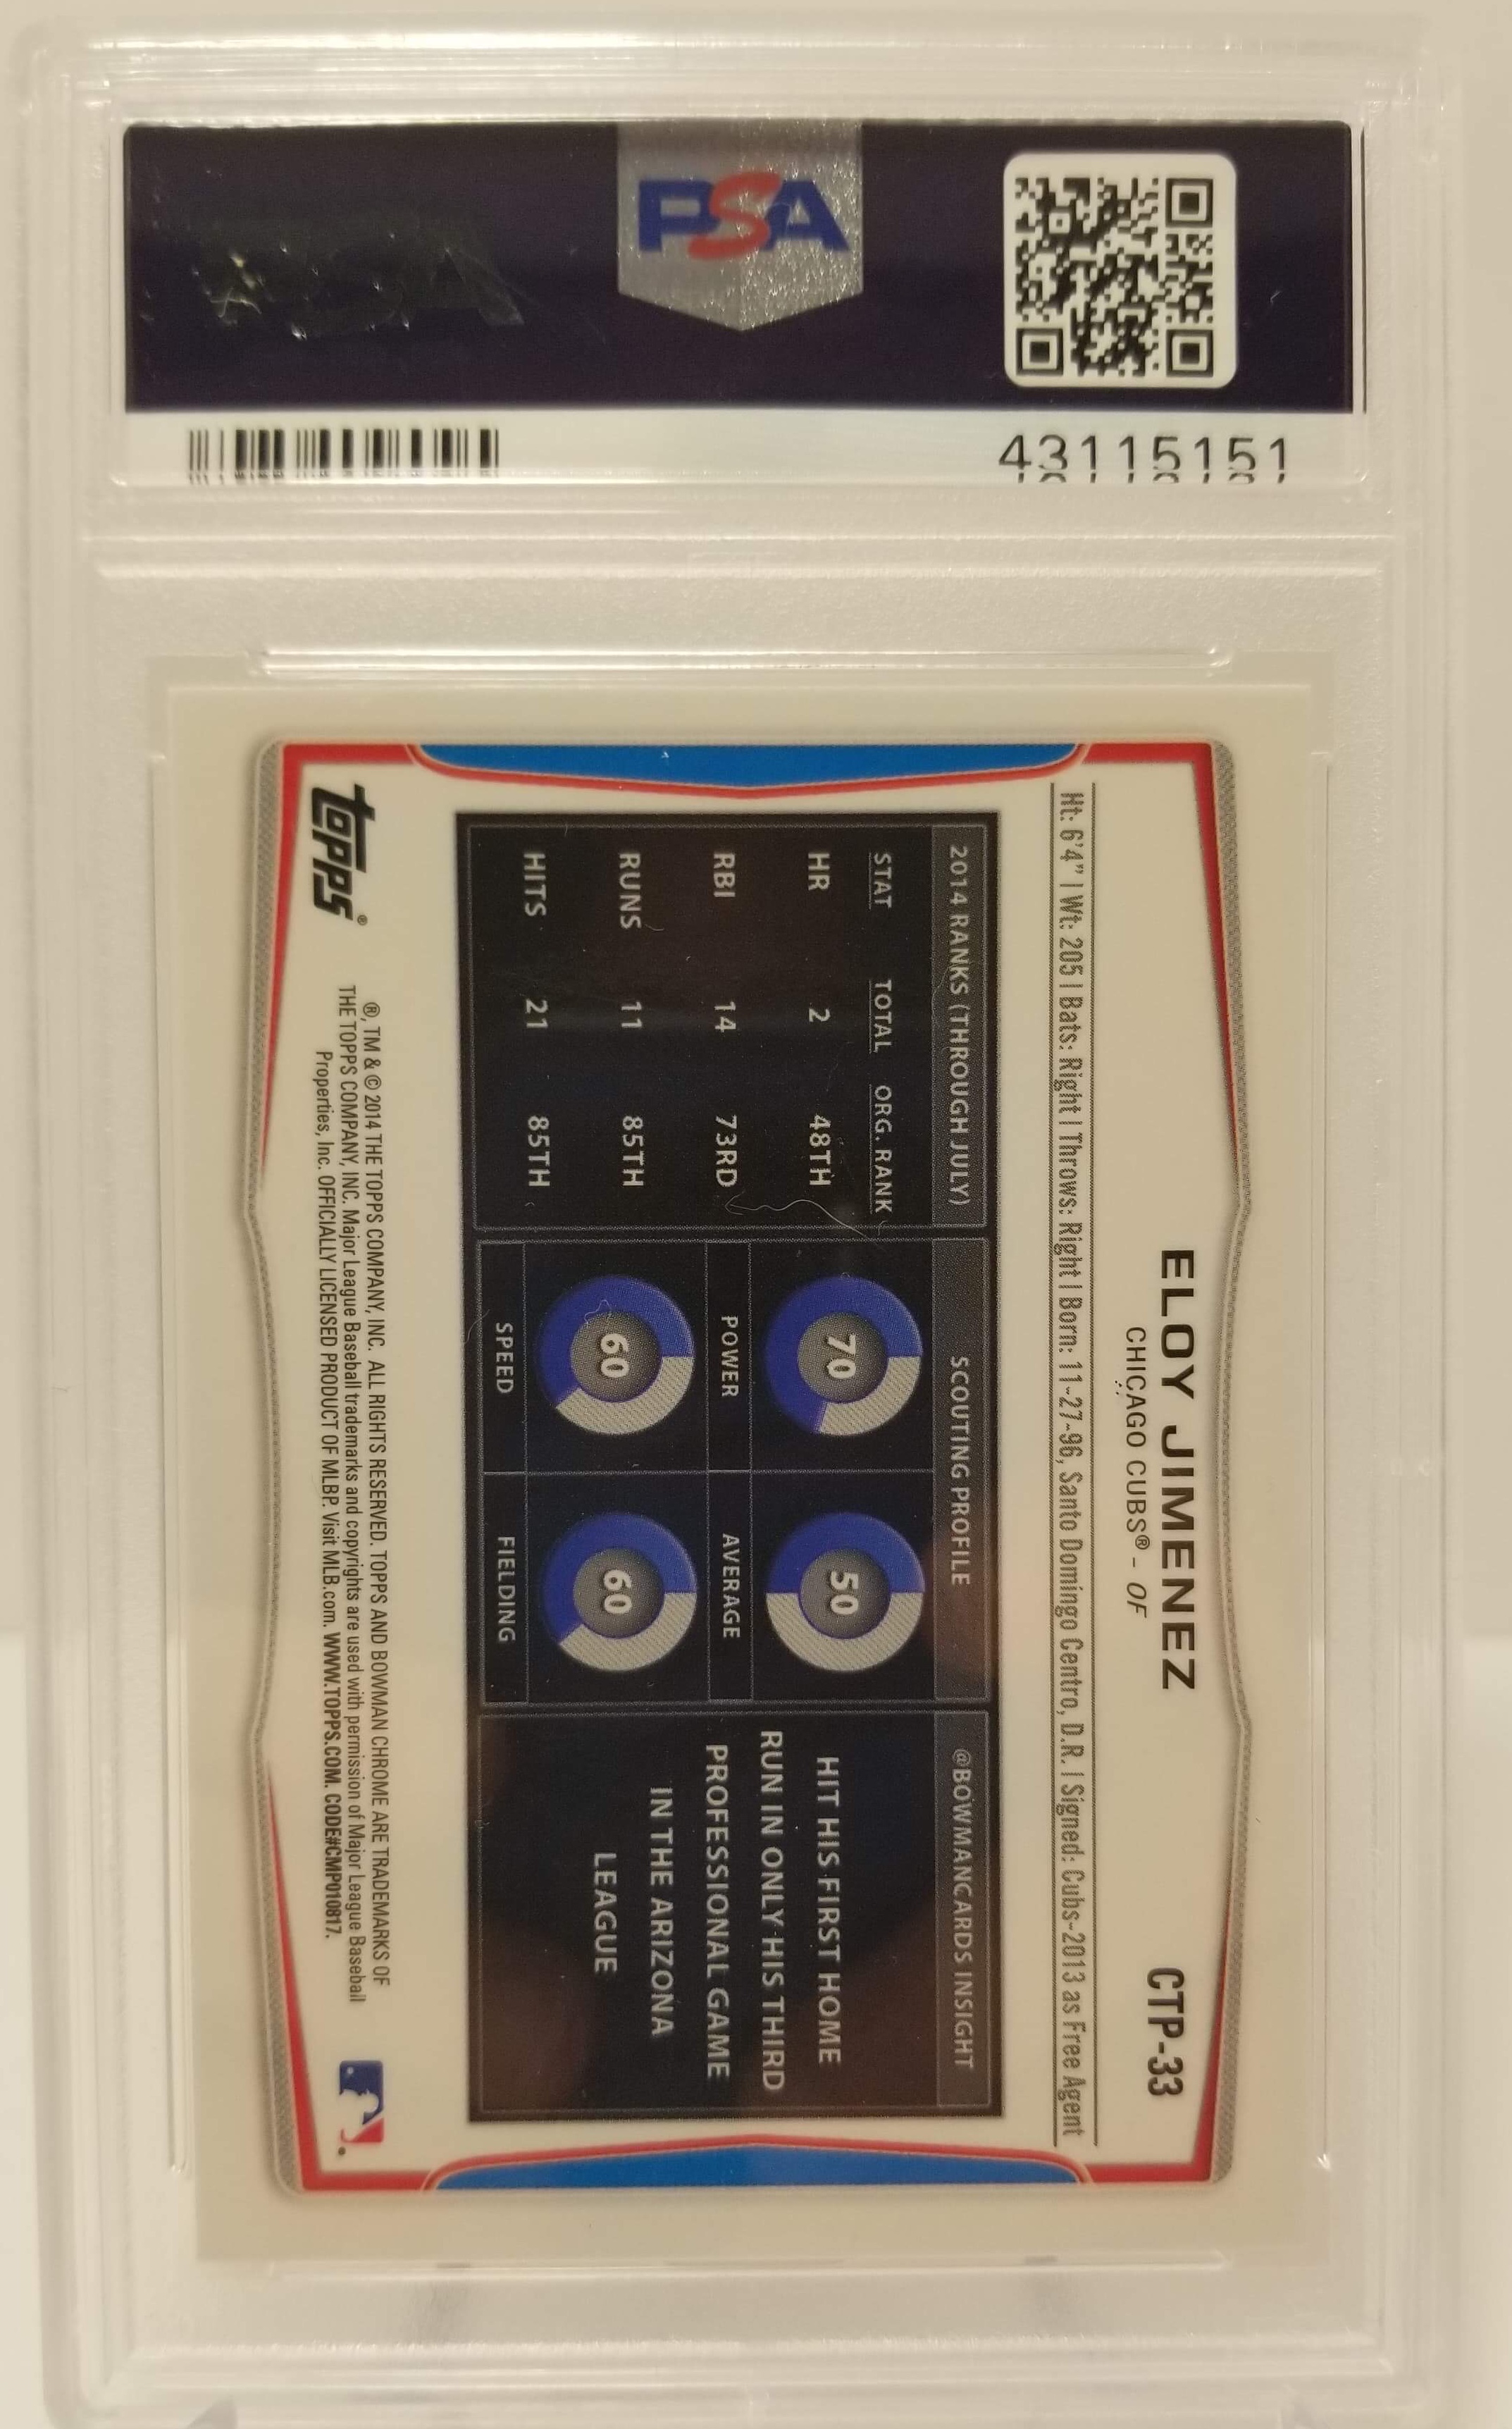 PSA
43115151
ELOY JIMENEZ
CTP-33
CHICAGO CUBS® - OF
Ht: 6'4" | Wt: 205 | Bats: Right | Throws: Right | Born: 11-27-96, Santo Domingo Centro, D.R. | Signed: Cubs-2013 as Free Agent
2014 RANKS (THROUGH JULY)
STAT TOTAL ORG. RANK
HR 2 48TH
RBI 14 73RD
RUNS 11 85TH
HITS 21 85TH
SCOUTING PROFILE
70 50
POWER AVERAGE
60 60
SPEED FIELDING
@BOWMANCARDS INSIGHT
HIT HIS FIRST HOME
RUN IN ONLY HIS THIRD
PROFESSIONAL GAME
IN THE ARIZONA
LEAGUE
topps®
®, TM & © 2014 THE TOPPS COMPANY, INC. ALL RIGHTS RESERVED. TOPPS AND BOWMAN CHROME ARE TRADEMARKS OF
THE TOPPS COMPANY, INC. Major League Baseball trademarks and copyrights are used with permission of Major League Baseball
Properties, Inc. OFFICIALLY LICENSED PRODUCT OF MLBP. Visit MLB.com. WWW.TOPPS.COM. CODE#CMP010817.